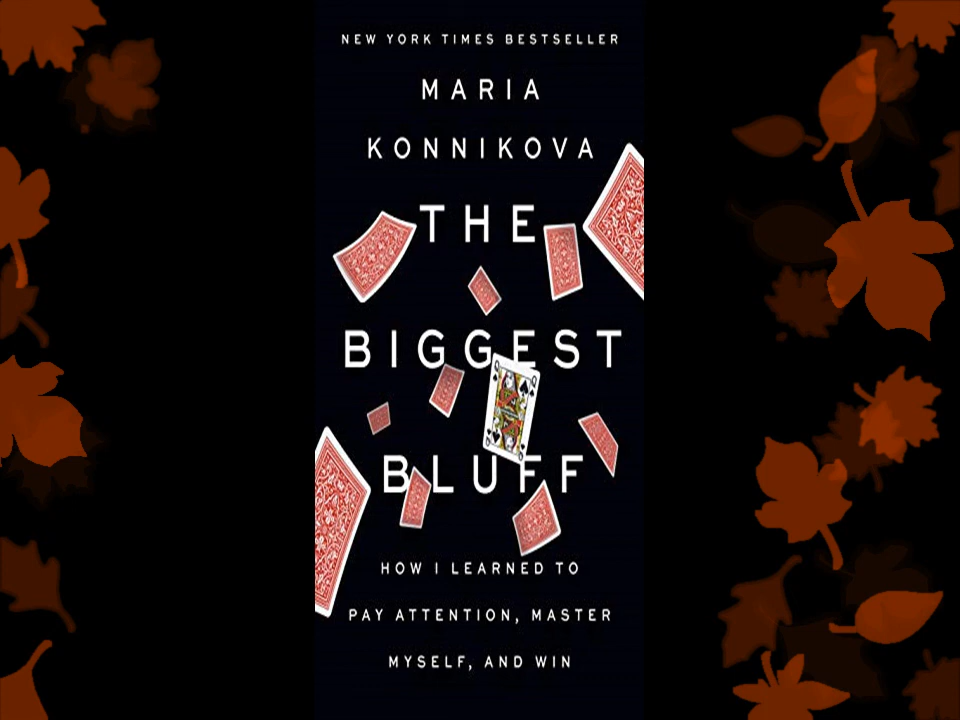 NEW YORK TIMES BESTSELLER
MARIA
KONNIKOVA
THE
BIGGEST
BLUFF
HOW I LEARNED TO
PAY ATTENTION, MASTER
MYSELF, AND WIN